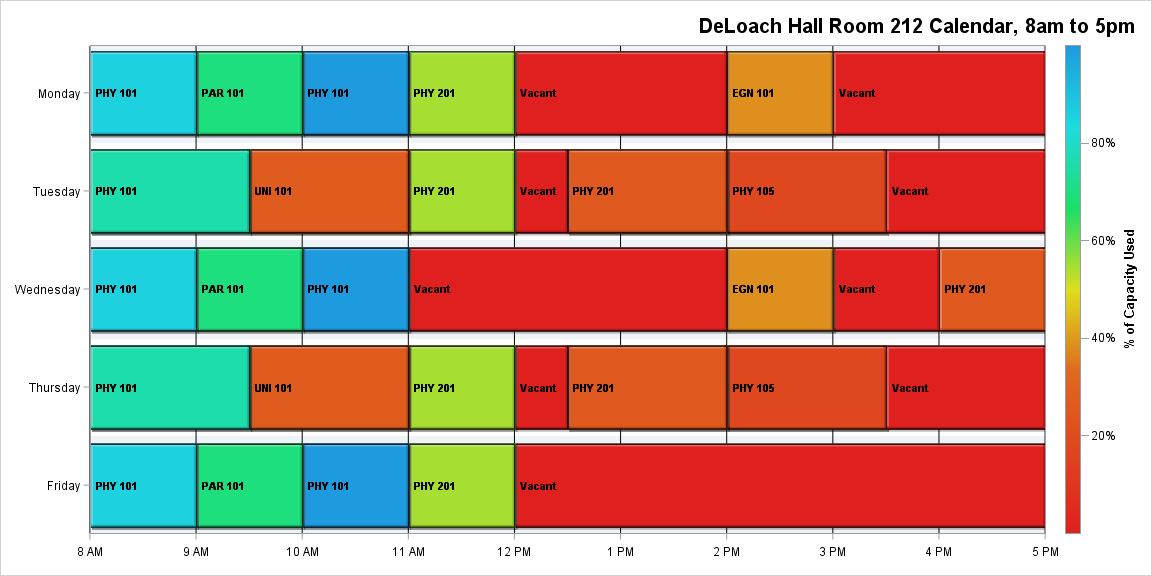 DeLoach Hall Room 212 Calendar, 8am to 5pm
Monday
PHY 101
PAR 101
PHY 101
PHY 201
Vacant
EGN 101
Vacant
Tuesday
PHY 101
UNI 101
PHY 201
Vacant
PHY 201
PHY 105
Vacant
Wednesday
PHY 101
PAR 101
PHY 101
Vacant
EGN 101
Vacant
PHY 201
Thursday
PHY 101
UNI 101
PHY 201
Vacant
PHY 201
PHY 105
Vacant
Friday
PHY 101
PAR 101
PHY 101
PHY 201
Vacant
8 AM
9 AM
10 AM
11 AM
12 PM
1 PM
2 PM
3 PM
4 PM
5 PM
80%
60%
40%
20%
% of Capacity Used